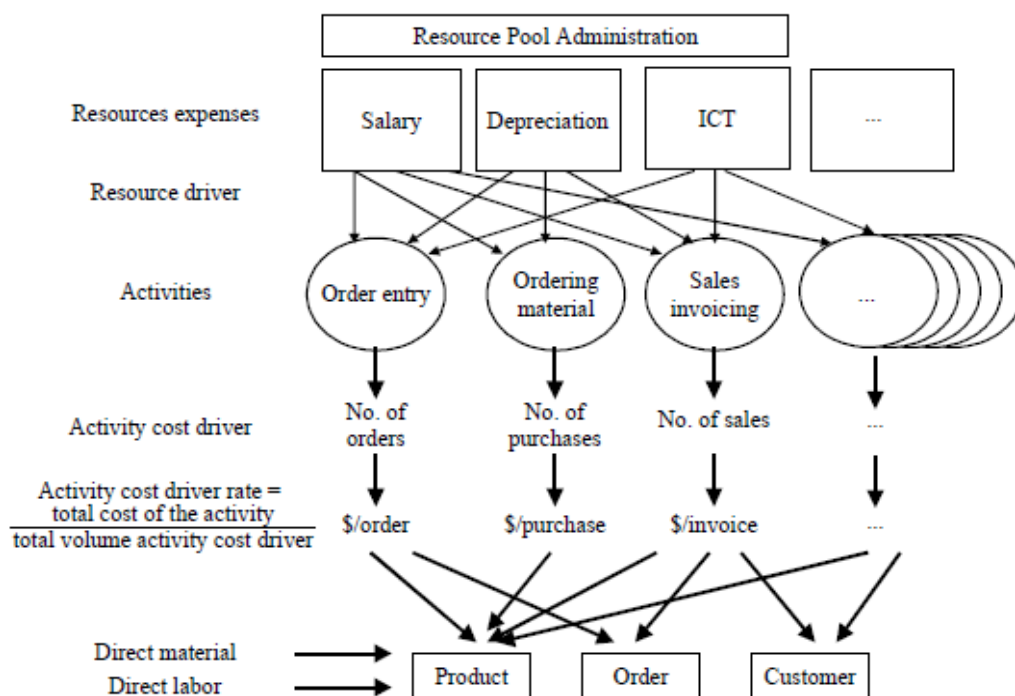 Resource Pool Administration
Resources expenses
Salary
Depreciation
ICT
...
Resource driver
Activities
Order entry
Ordering
material
Sales
invoicing
...
Activity cost driver
No. of
orders
No. of
purchases
No. of sales
...
Activity cost driver rate =
total cost of the activity
total volume activity cost driver
$/order
$/purchase
$/invoice
...
Direct material
Direct labor
Product
Order
Customer